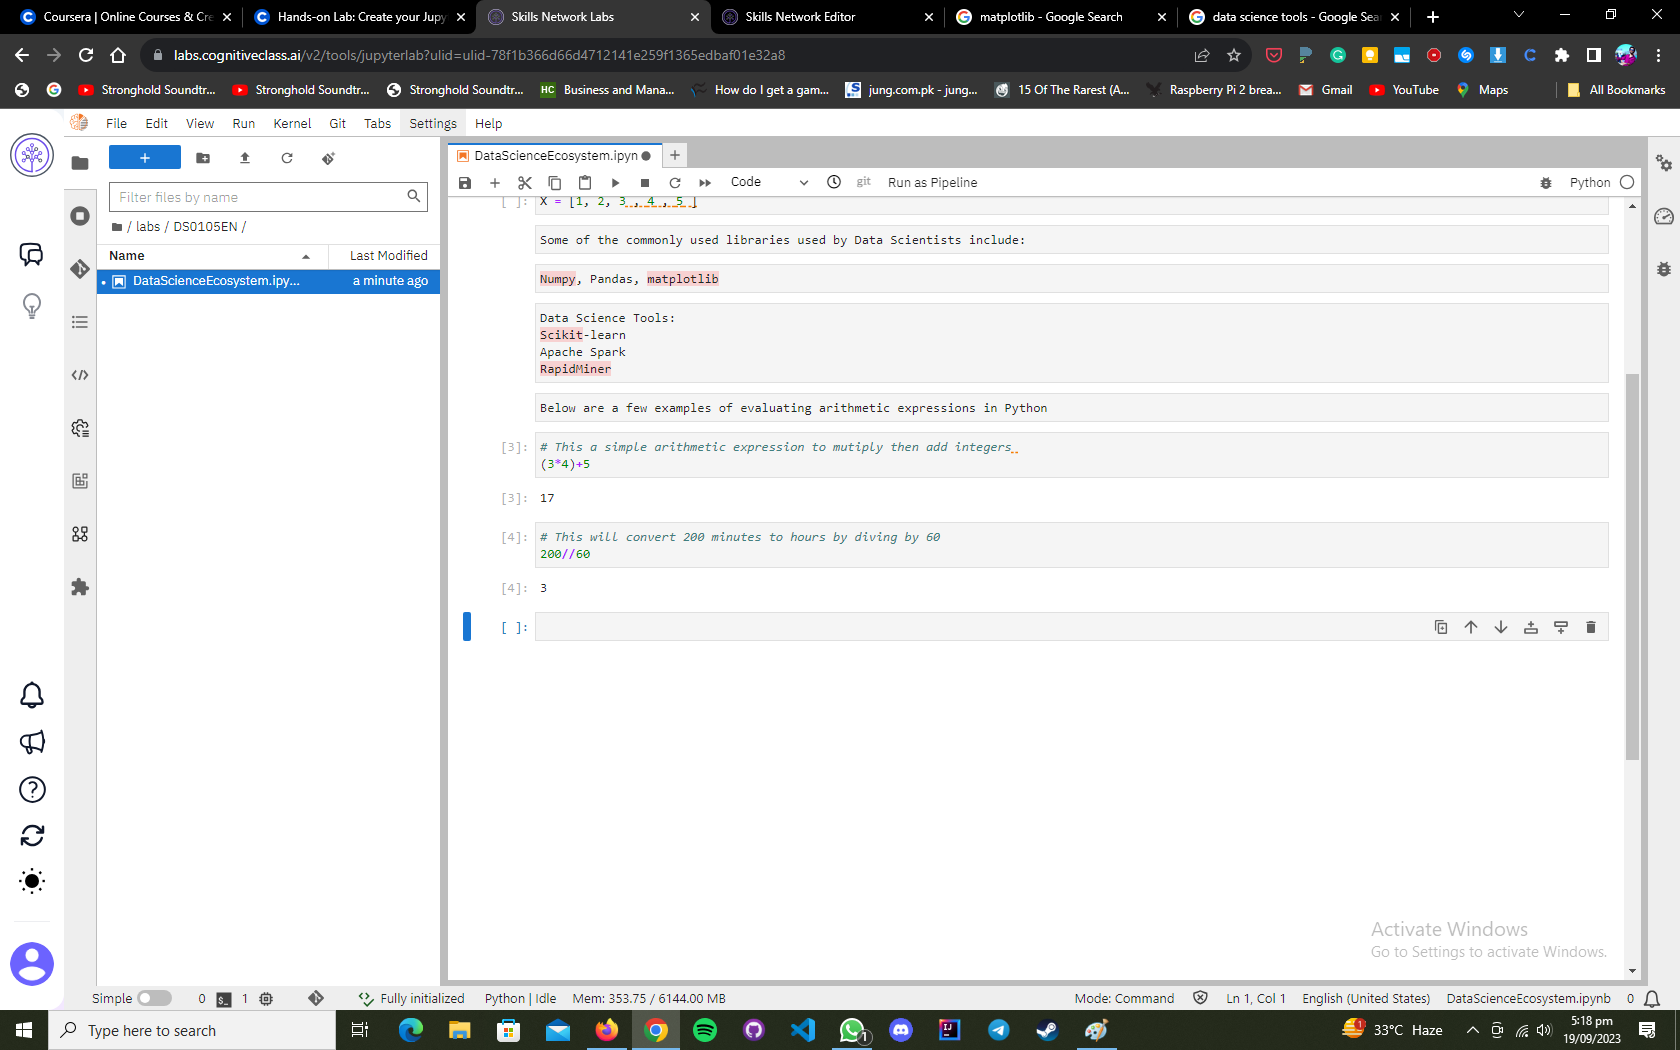 Coursera | Online Courses & Cre
Hands-on Lab: Create your Jupy
Skills Network Labs
Skills Network Editor
matplotlib - Google Search
data science tools - Google Sea
labs.cognitiveclass.ai/v2/tools/jupyterlab?ulid=ulid-78f1b366d66d4712141e259f1365edbaf01e32a8
Stronghold Soundtr...
Stronghold Soundtr...
Stronghold Soundtr...
HC Business and Mana...
How do I get a gam...
jung.com.pk - jung...
15 Of The Rarest (A...
Raspberry Pi 2 brea...
Gmail
YouTube
Maps
All Bookmarks
File Edit View Run Kernel Git Tabs Settings Help
Filter files by name
/ labs / DS0105EN /
Name Last Modified
DataScienceEcosystem.ipy... a minute ago
DataScienceEcosystem.ipyn
Code
git
Run as Pipeline
Python
[ ]: X = [1, 2, 3 , 4 , 5 ]
Some of the commonly used libraries used by Data Scientists include:
Numpy, Pandas, matplotlib
Data Science Tools:
Scikit-learn
Apache Spark
RapidMiner
Below are a few examples of evaluating arithmetic expressions in Python
[3]: # This a simple arithmetic expression to mutiply then add integers
(3*4)+5
[3]: 17
[4]: # This will convert 200 minutes to hours by diving by 60
200//60
[4]: 3
[ ]:
Activate Windows
Go to Settings to activate Windows.
Simple 0 $_ 1 Fully initialized Python | Idle Mem: 353.75 / 6144.00 MB Mode: Command Ln 1, Col 1 English (United States) DataScienceEcosystem.ipynb 0
Type here to search
1
33°C Haze
5:18 pm
19/09/2023